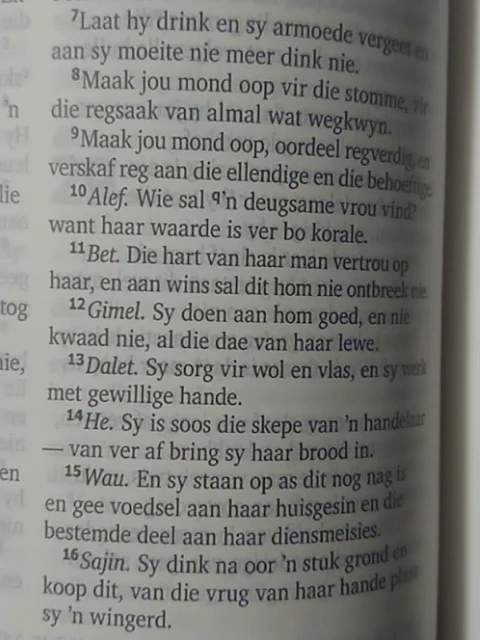 ⁷Laat hy drink en sy armoede vergeet en
aan sy moeite nie meer dink nie.
⁸Maak jou mond oop vir die stomme, vir
die regsaak van almal wat wegkwyn.
⁹Maak jou mond oop, oordeel regverdig, en
verskaf reg aan die ellendige en die behoeftige.
¹⁰Alef. Wie sal q'n deugsame vrou vind?
want haar waarde is ver bo korale.
¹¹Bet. Die hart van haar man vertrou op
haar, en aan wins sal dit hom nie ontbreek nie
¹²Gimel. Sy doen aan hom goed, en nie
kwaad nie, al die dae van haar lewe.
¹³Dalet. Sy sorg vir wol en vlas, en sy werk
met gewillige hande.
¹⁴He. Sy is soos die skepe van 'n handelaar
— van ver af bring sy haar brood in.
¹⁵Wau. En sy staan op as dit nog nag is
en gee voedsel aan haar huisgesin en die
bestemde deel aan haar diensmeisies.
¹⁶Sajin. Sy dink na oor 'n stuk grond en
koop dit, van die vrug van haar hande plant
sy 'n wingerd.
'n
lie
tog
nie,
en